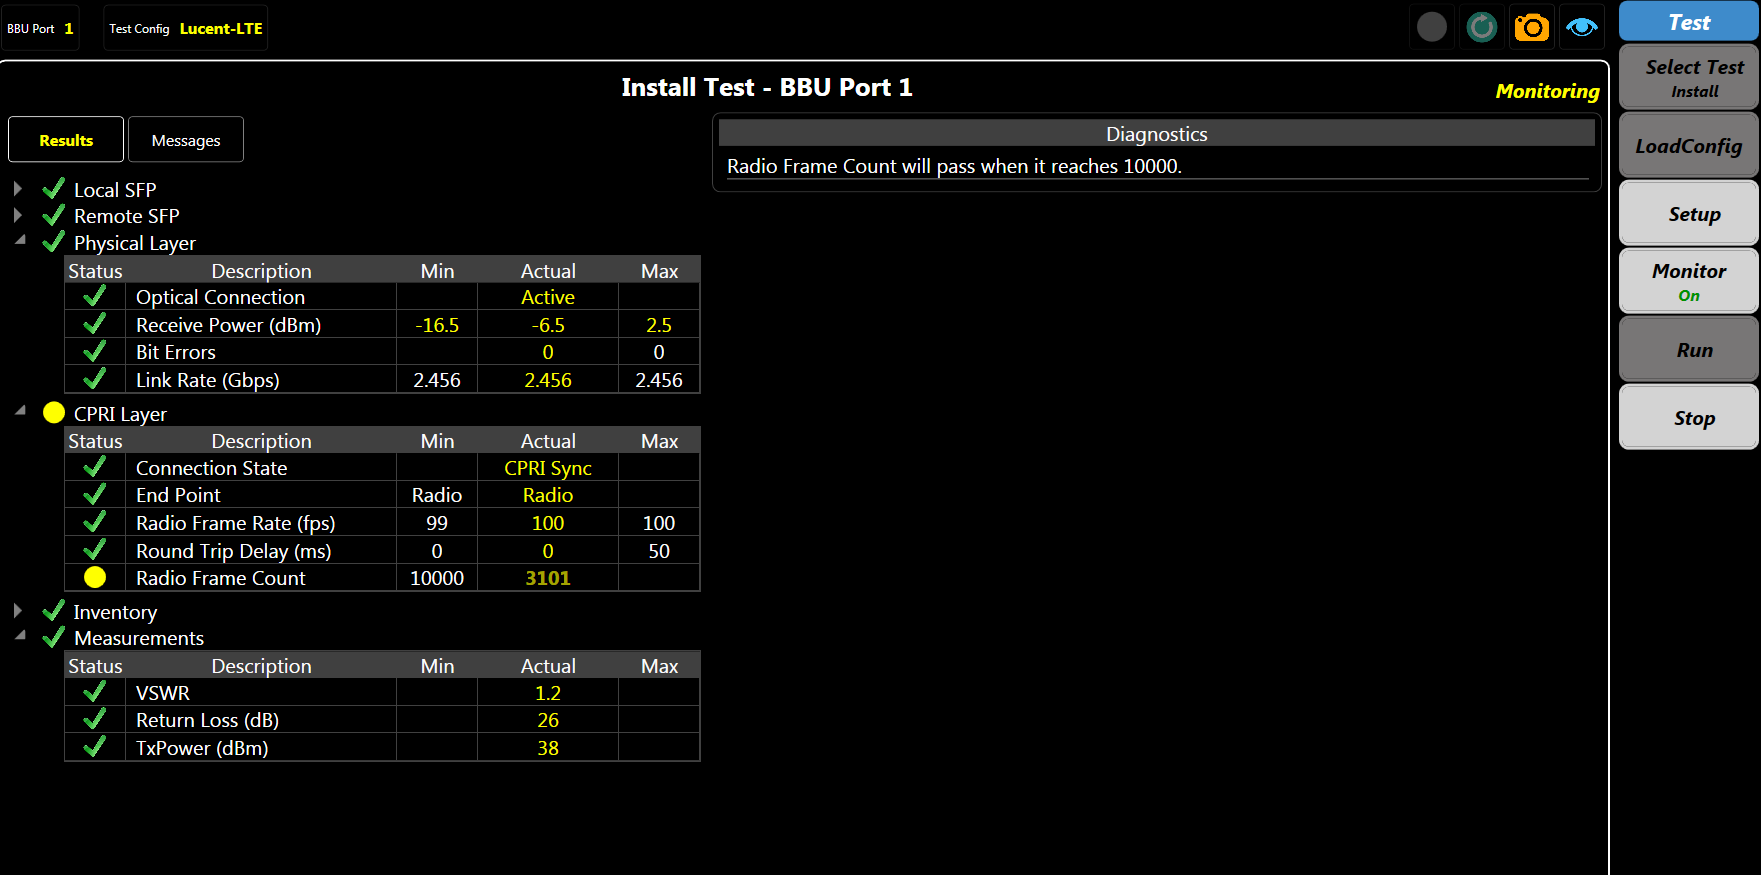 BBU Port 1
Test Config Lucent-LTE
Test
Install Test - BBU Port 1
Monitoring
Select Test
Install
LoadConfig
Setup
Monitor
On
Run
Stop
Results
Messages
Diagnostics
Radio Frame Count will pass when it reaches 10000.
Local SFP
Remote SFP
Physical Layer
Status Description Min Actual Max
Optical Connection Active
Receive Power (dBm) -16.5 -6.5 2.5
Bit Errors 0 0
Link Rate (Gbps) 2.456 2.456 2.456
CPRI Layer
Status Description Min Actual Max
Connection State CPRI Sync
End Point Radio Radio
Radio Frame Rate (fps) 99 100 100
Round Trip Delay (ms) 0 0 50
Radio Frame Count 10000 3101
Inventory
Measurements
Status Description Min Actual Max
VSWR 1.2
Return Loss (dB) 26
TxPower (dBm) 38